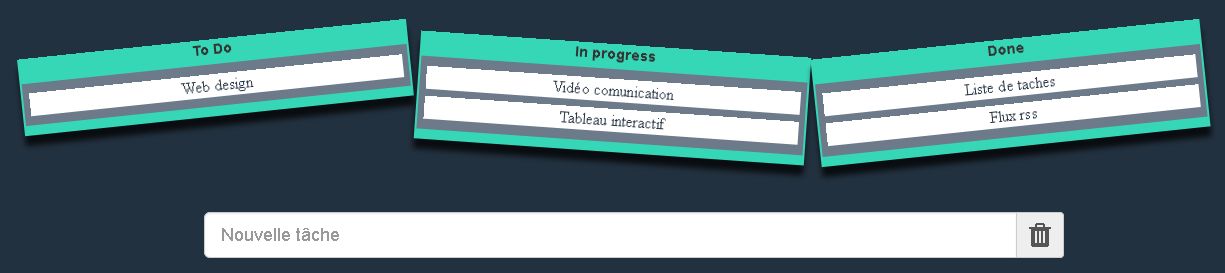 To Do
Web design
In progress
Vidéo comunication
Tableau interactif
Done
Liste de taches
Flux rss
Nouvelle tâche